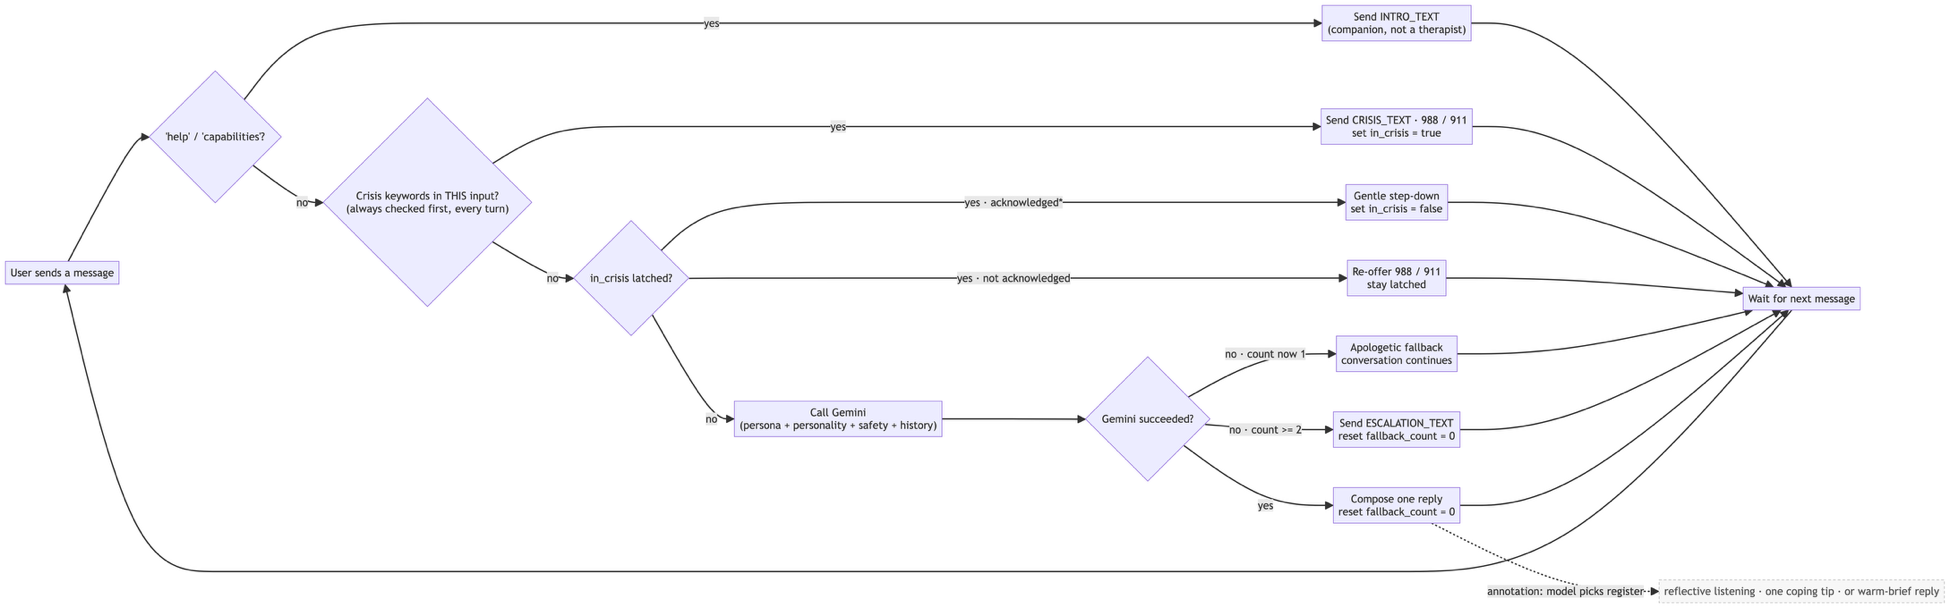 User sends a message
'help' / 'capabilities'?
yes
no
Send INTRO_TEXT
(companion, not a therapist)
Crisis keywords in THIS input?
(always checked first, every turn)
yes
no
Send CRISIS_TEXT · 988 / 911
set in_crisis = true
in_crisis latched?
yes · acknowledged*
Gentle step-down
set in_crisis = false
yes · not acknowledged
Re-offer 988 / 911
stay latched
no
Call Gemini
(persona + personality + safety + history)
Gemini succeeded?
no · count now 1
Apologetic fallback
conversation continues
no · count >= 2
Send ESCALATION_TEXT
reset fallback_count = 0
yes
Compose one reply
reset fallback_count = 0
Wait for next message
annotation: model picks register
reflective listening · one coping tip · or warm-brief reply